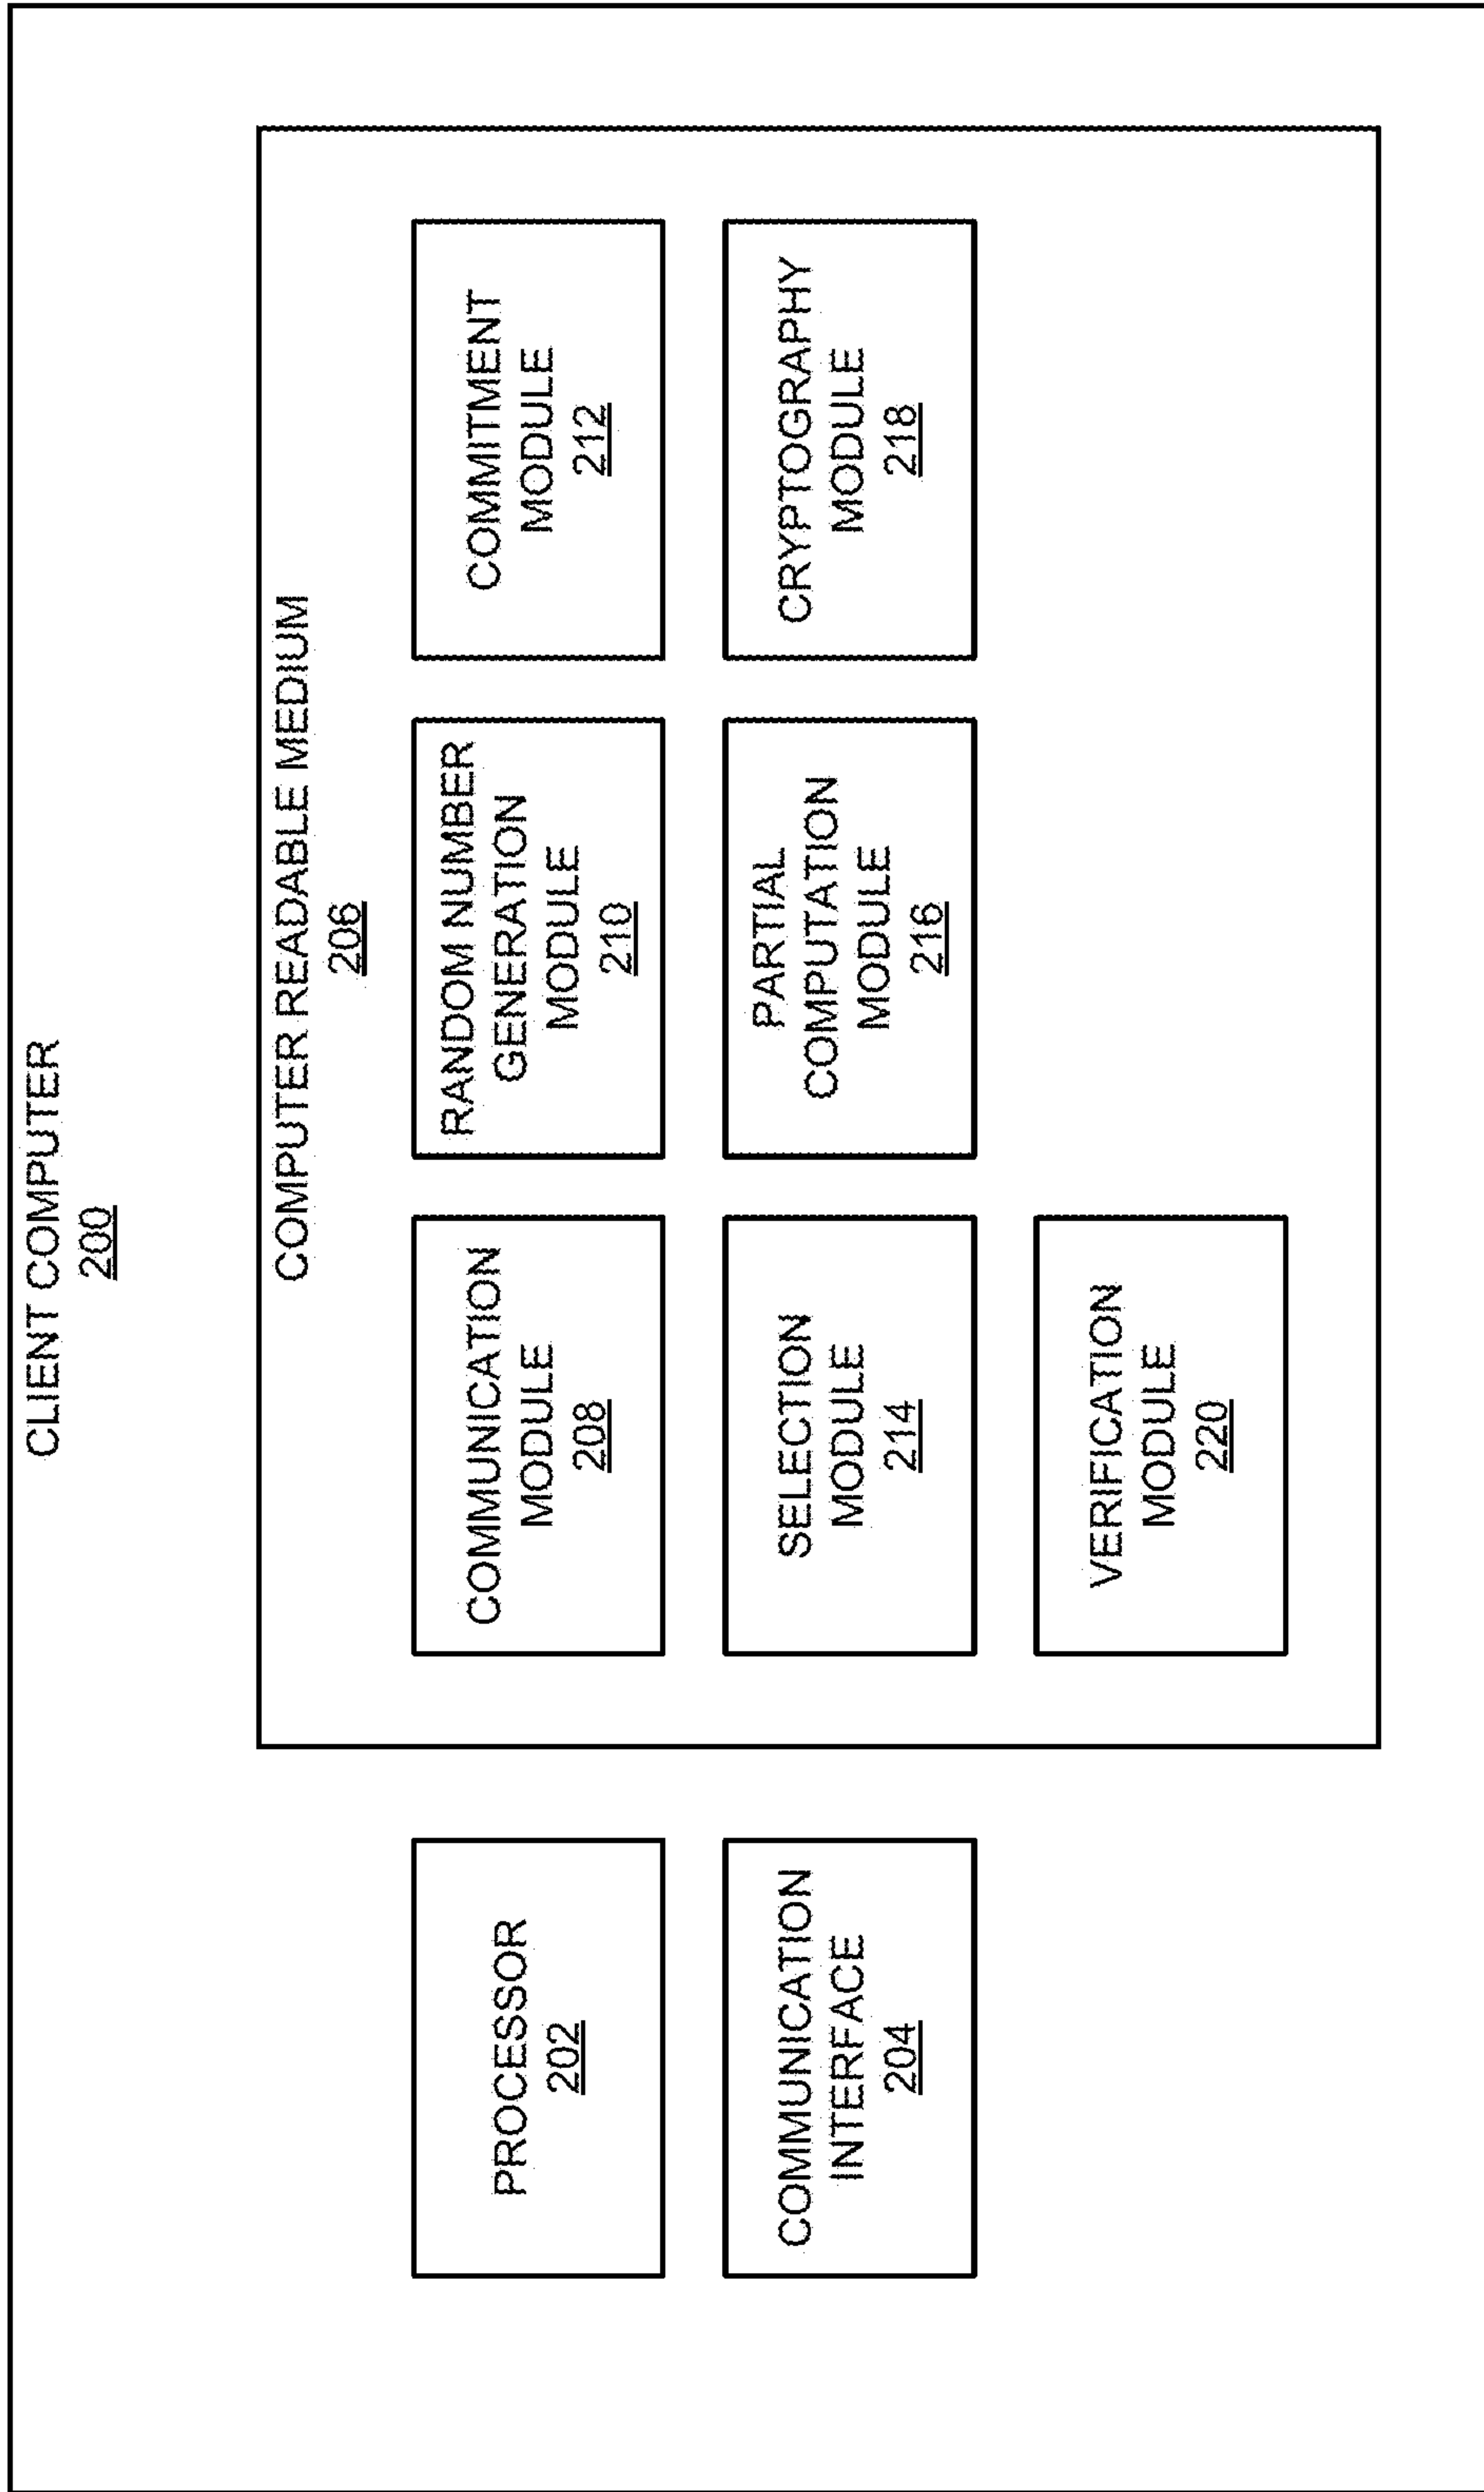 CLIENT COMPUTER
200
PROCESSOR
202
COMMUNICATION
INTERFACE
204
COMPUTER READABLE MEDIUM
206
COMMUNICATION
MODULE
208
RANDOM NUMBER
GENERATION
MODULE
210
COMMITMENT
MODULE
212
SELECTION
MODULE
214
PARTIAL
COMPUTATION
MODULE
216
CRYPTOGRAPHY
MODULE
218
VERIFICATION
MODULE
220